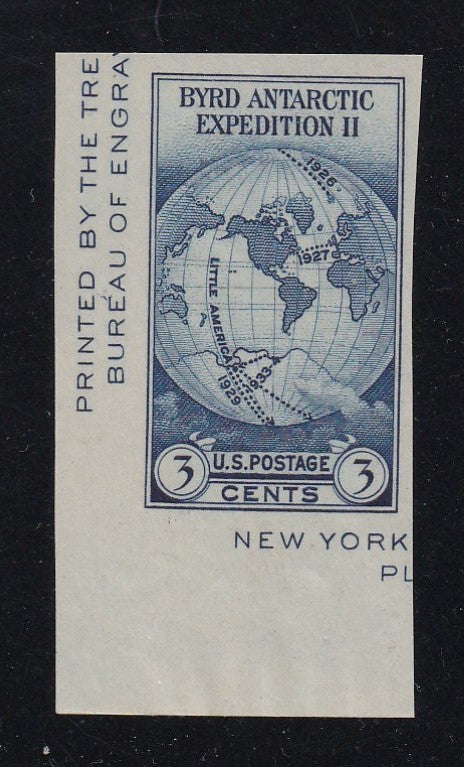 PRINTED BY THE TRE
BUREAU OF ENGRA
BYRD ANTARCTIC
EXPEDITION II
1926
1927
LITTLE AMERICA
1929
1933
3 U.S. POSTAGE 3
CENTS
NEW YORK
PL